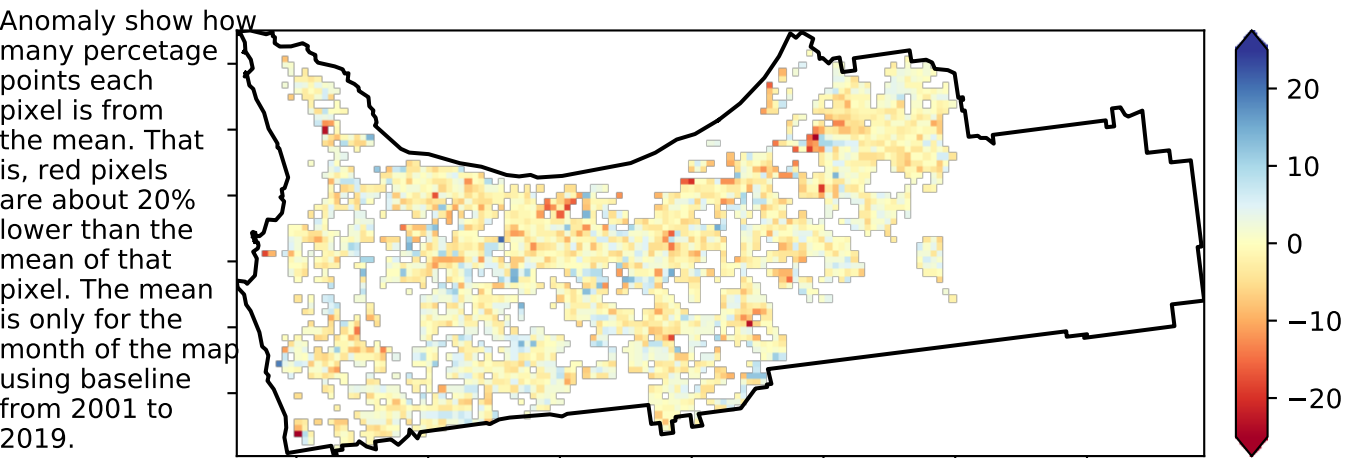 Anomaly show how
many percetage
points each
pixel is from
the mean. That
is, red pixels
are about 20%
lower than the
mean of that
pixel. The mean
is only for the
month of the map
using baseline
from 2001 to
2019.
20
10
0
−10
−20